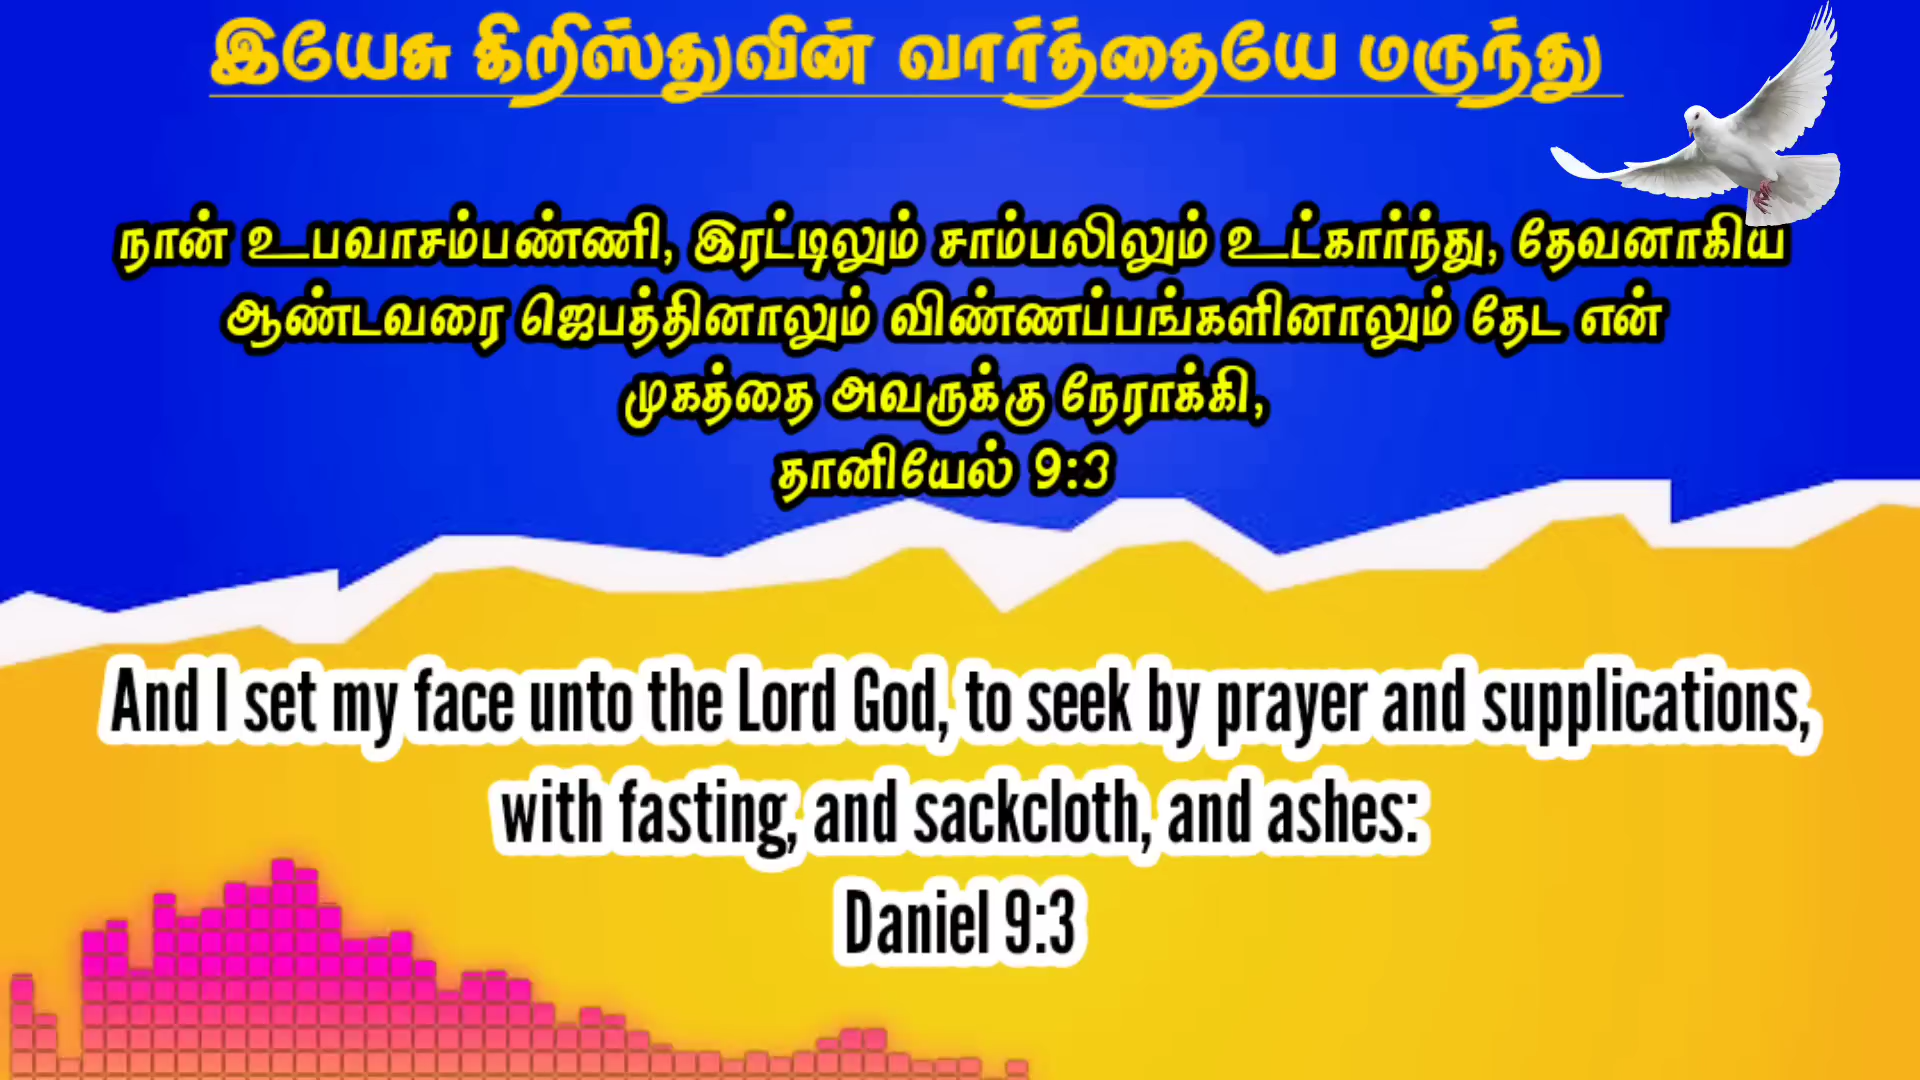 இயேசு கிறிஸ்துவின் வார்த்தையே மருந்து
நான் உபவாசம்பண்ணி, இரட்டிலும் சாம்பலிலும் உட்கார்ந்து, தேவனாகிய
ஆண்டவரை ஜெபத்தினாலும் விண்ணப்பங்களினாலும் தேட என்
முகத்தை அவருக்கு நேராக்கி,
தானியேல் 9:3
And I set my face unto the Lord God, to seek by prayer and supplications,
with fasting, and sackcloth, and ashes:
Daniel 9:3